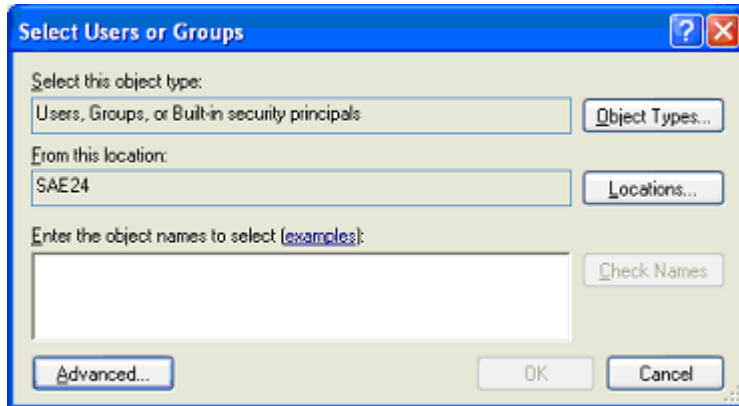 Select Users or Groups
Select this object type:
Users, Groups, or Built-in security principals
Object Types...
From this location:
SAE24
Locations...
Enter the object names to select (examples):
Check Names
Advanced...
OK
Cancel